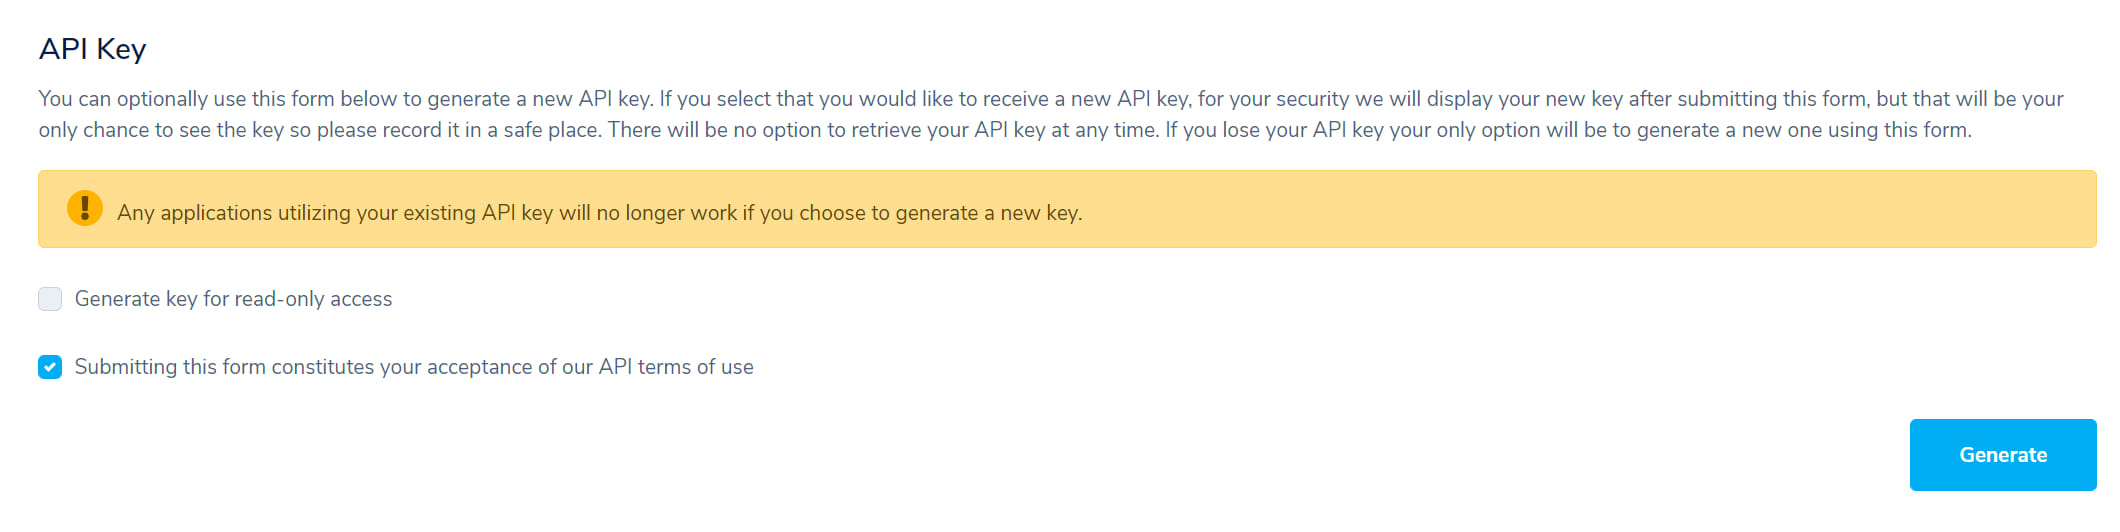 API Key
You can optionally use this form below to generate a new API key. If you select that you would like to receive a new API key, for your security we will display your new key after submitting this form, but that will be your
only chance to see the key so please record it in a safe place. There will be no option to retrieve your API key at any time. If you lose your API key your only option will be to generate a new one using this form.
Any applications utilizing your existing API key will no longer work if you choose to generate a new key.
Generate key for read-only access
Submitting this form constitutes your acceptance of our API terms of use
Generate